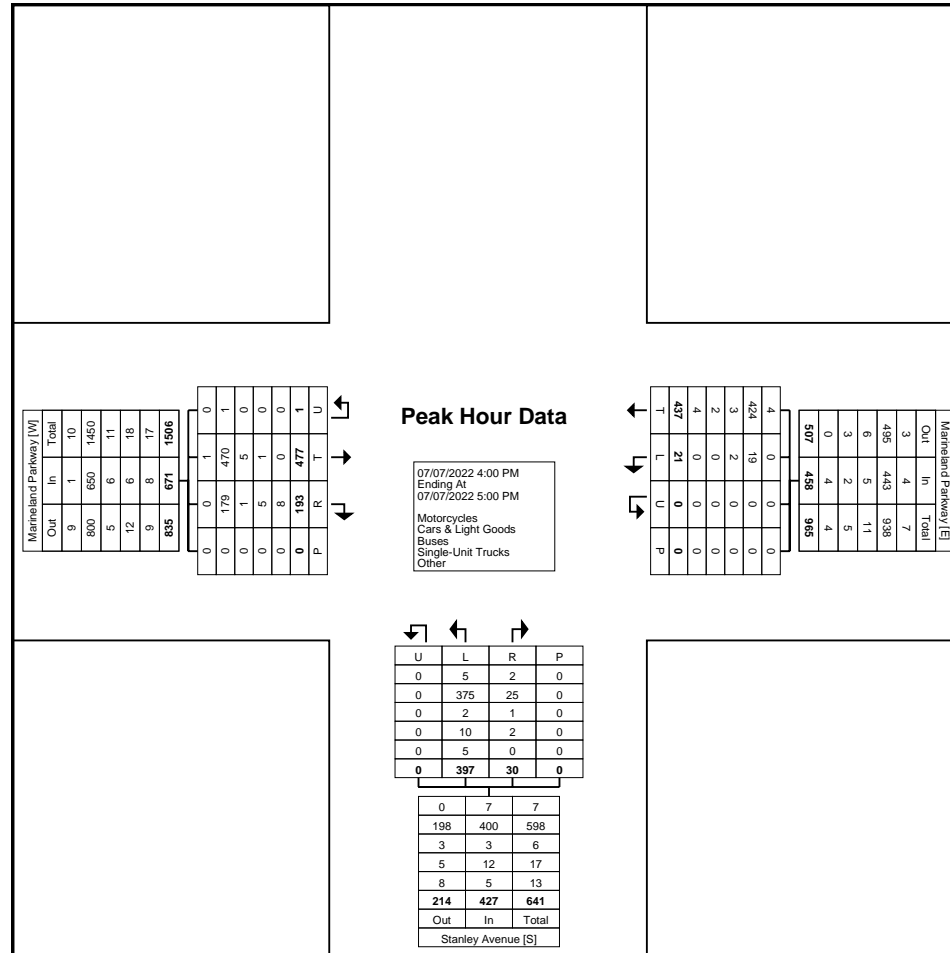 Peak Hour Data
07/07/2022 4:00 PM
Ending At
07/07/2022 5:00 PM
Motorcycles
Cars & Light Goods
Buses
Single-Unit Trucks
Other
Marineland Parkway [W]
Out In Total
9 1 10
800 650 1450
5 6 11
12 6 18
9 8 17
835 671 1506
U T R P
1 477 193 0
0 0 8 0
0 1 5 0
0 5 1 0
1 470 179 0
0 1 0 0
Marineland Parkway [E]
Out In Total
3 4 7
495 443 938
6 5 11
3 2 5
0 4 4
507 458 965
4 0 0 0
424 19 0 0
3 2 0 0
2 0 0 0
4 0 0 0
437 21 0 0
T L U P
U L R P
0 5 2 0
0 375 25 0
0 2 1 0
0 10 2 0
0 5 0 0
0 397 30 0
0 7 7
198 400 598
3 3 6
5 12 17
8 5 13
214 427 641
Out In Total
Stanley Avenue [S]